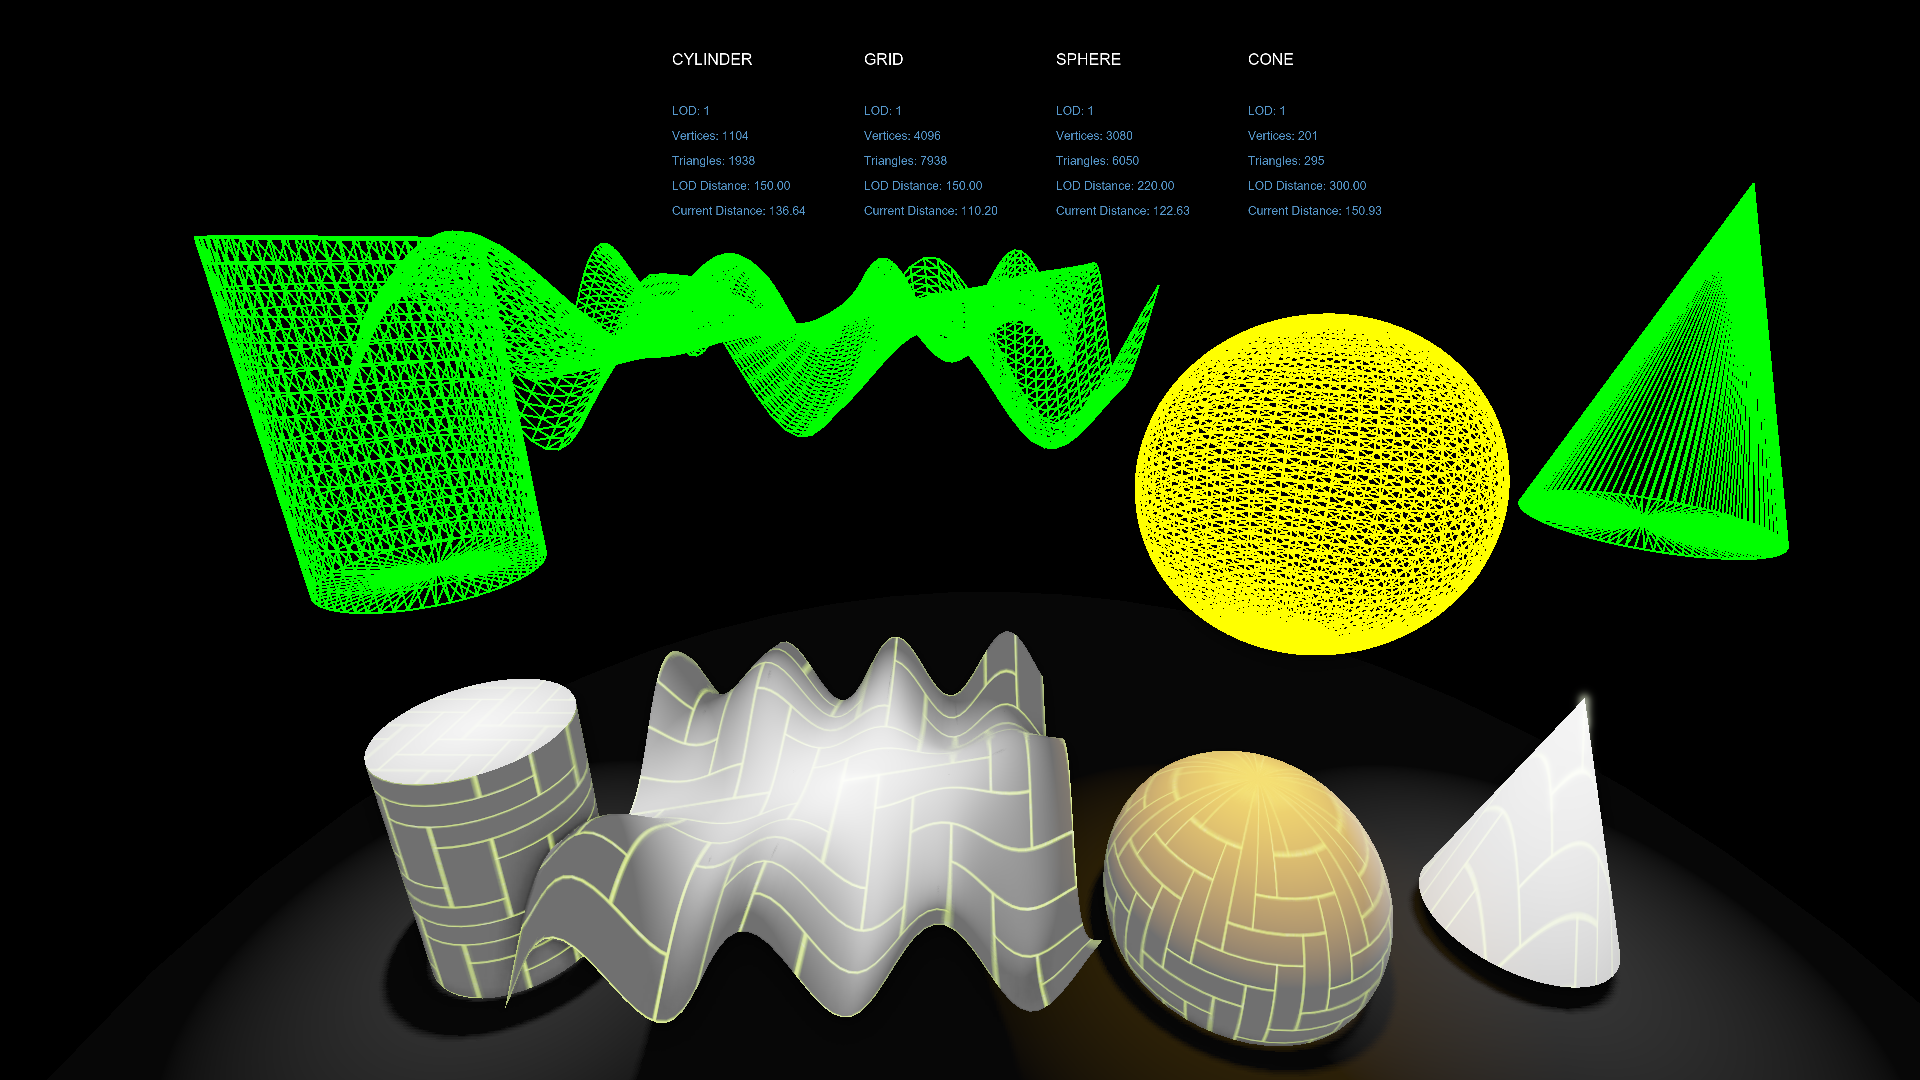 CYLINDER
LOD: 1
Vertices: 1104
Triangles: 1938
LOD Distance: 150.00
Current Distance: 136.64
GRID
LOD: 1
Vertices: 4096
Triangles: 7938
LOD Distance: 150.00
Current Distance: 110.20
SPHERE
LOD: 1
Vertices: 3080
Triangles: 6050
LOD Distance: 220.00
Current Distance: 122.63
CONE
LOD: 1
Vertices: 201
Triangles: 295
LOD Distance: 300.00
Current Distance: 150.93